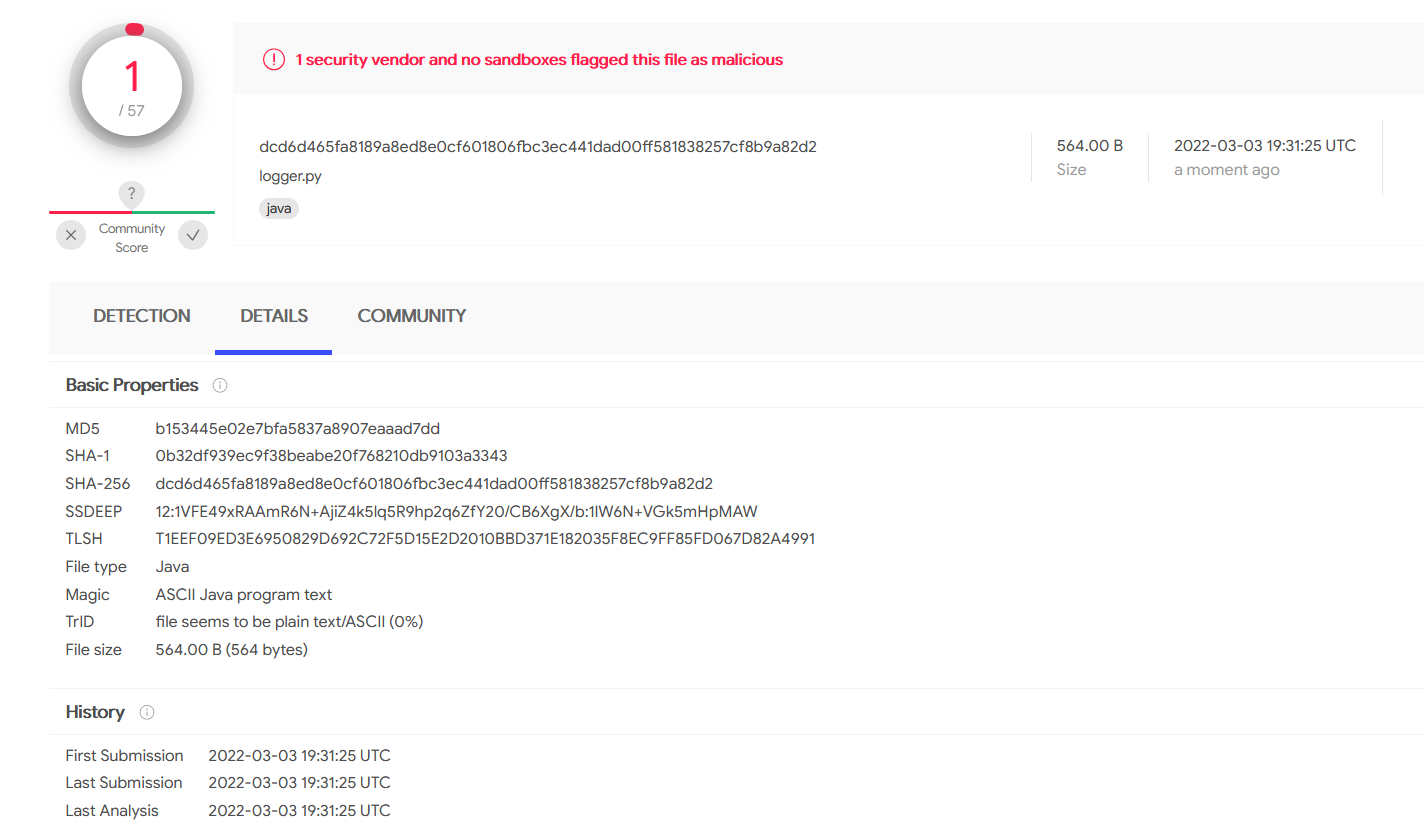 1
/ 57
?
Community
Score
1 security vendor and no sandboxes flagged this file as malicious
dcd6d465fa8189a8ed8e0cf601806fbc3ec441dad00ff581838257cf8b9a82d2
logger.py
java
564.00 B
Size
2022-03-03 19:31:25 UTC
a moment ago
DETECTION DETAILS COMMUNITY
Basic Properties
MD5 b153445e02e7bfa5837a8907eaaad7dd
SHA-1 0b32df939ec9f38beabe20f768210db9103a3343
SHA-256 dcd6d465fa8189a8ed8e0cf601806fbc3ec441dad00ff581838257cf8b9a82d2
SSDEEP 12:1VFE49xRAAmR6N+AjiZ4k5lq5R9hp2q6ZfY20/CB6XgX/b:1IW6N+VGk5mHpMAW
TLSH T1EEF09ED3E6950829D692C72F5D15E2D2010BBD371E182035F8EC9FF85FD067D82A4991
File type Java
Magic ASCII Java program text
TrID file seems to be plain text/ASCII (0%)
File size 564.00 B (564 bytes)
History
First Submission 2022-03-03 19:31:25 UTC
Last Submission 2022-03-03 19:31:25 UTC
Last Analysis 2022-03-03 19:31:25 UTC